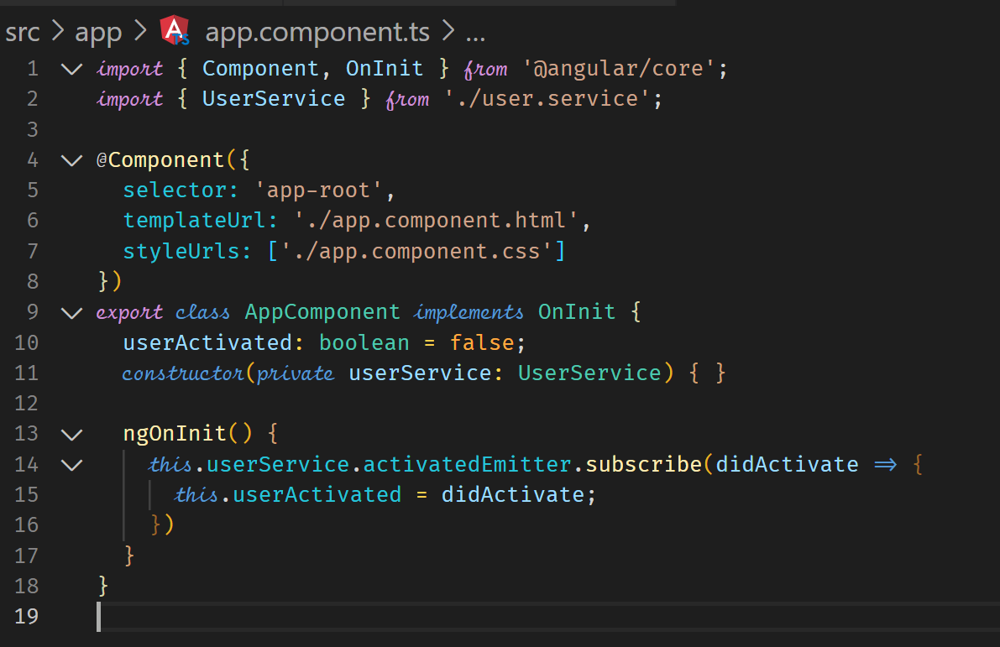 src > app > app.component.ts > ...
1 import { Component, OnInit } from '@angular/core';
2 import { UserService } from './user.service';
3
4 @Component({
5   selector: 'app-root',
6   templateUrl: './app.component.html',
7   styleUrls: ['./app.component.css']
8 })
9 export class AppComponent implements OnInit {
10   userActivated: boolean = false;
11   constructor(private userService: UserService) { }
12
13   ngOnInit() {
14     this.userService.activatedEmitter.subscribe(didActivate => {
15       this.userActivated = didActivate;
16     })
17   }
18 }
19